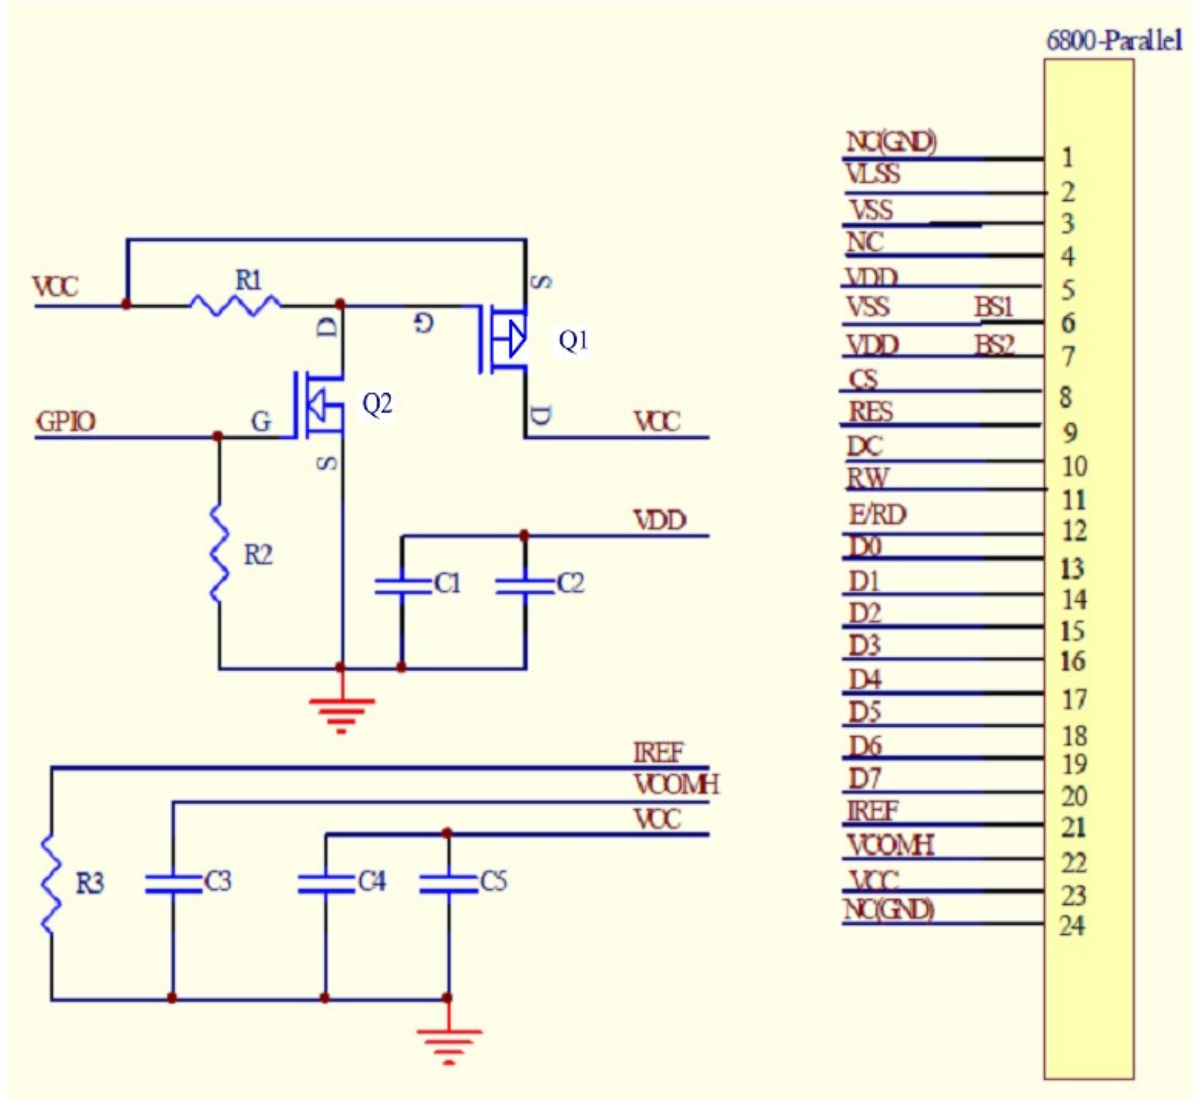 6800-Parallel
NC(GND) 1
VLSS 2
VSS 3
NC 4
VDD 5
VSS BS1 6
VDD BS2 7
CS 8
RES 9
DC 10
RW 11
E/RD 12
D0 13
D1 14
D2 15
D3 16
D4 17
D5 18
D6 19
D7 20
IREF 21
VCOMH 22
VCC 23
NC(GND) 24
S
VCC R1
D G Q1
Q2
GPIO G D VCC
S
VDD
R2 C1 C2
IREF
VCOMH
VCC
R3 C3 C4 C5